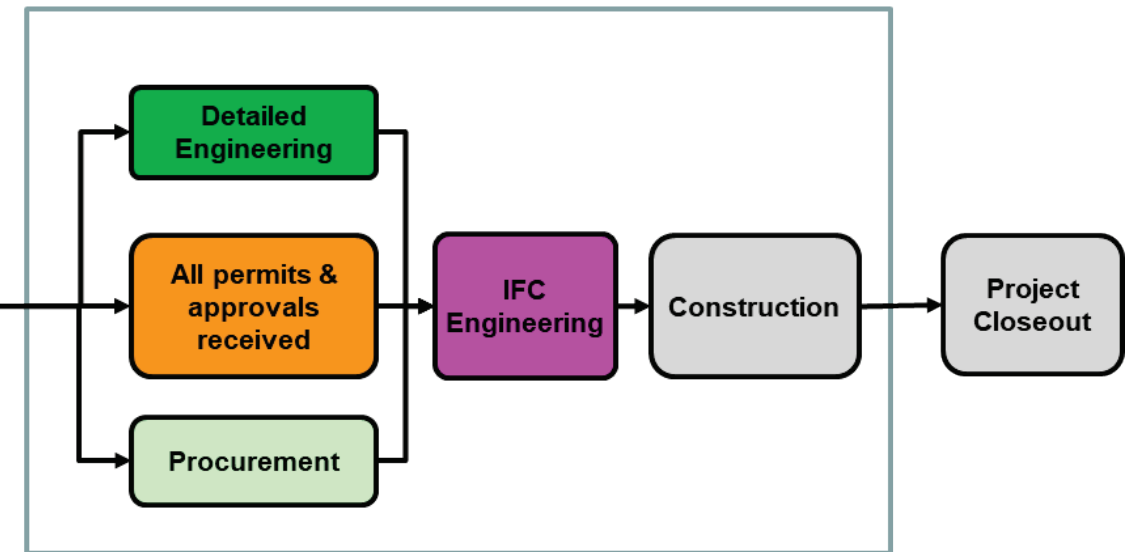 Detailed
Engineering
All permits &
approvals
received
IFC
Engineering
Construction
Project
Closeout
Procurement